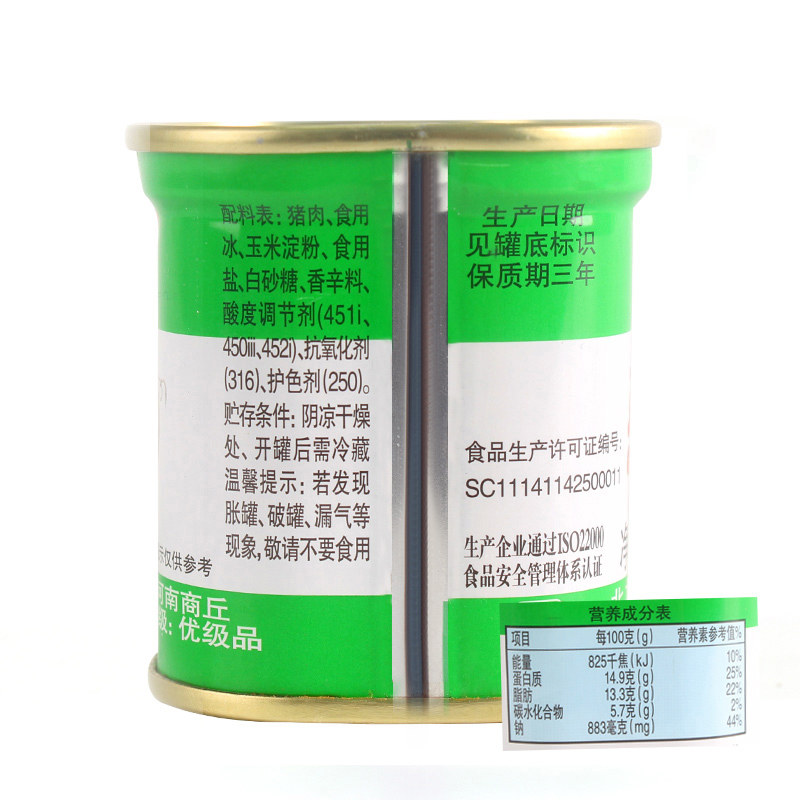 配料表：猪肉、食用
冰、玉米淀粉、食用
盐、白砂糖、香辛料、
酸度调节剂(451i、
450iii、452i)、抗氧化剂
(316)、护色剂(250)。
贮存条件：阴凉干燥
处、开罐后需冷藏
温馨提示：若发现
胀罐、破罐、漏气等
现象，敬请不要食用
示仅供参考
河南商丘
级：优级品
生产日期
见罐底标识
保质期三年
食品生产许可证编号：
SC11141142500011
生产企业通过ISO22000
食品安全管理体系认证
营养成分表
项目 每100克(g) 营养素参考值%
能量 825千焦(kJ) 10%
蛋白质 14.9克(g) 25%
脂肪 13.3克(g) 22%
碳水化合物 5.7克(g) 2%
钠 883毫克(mg) 44%